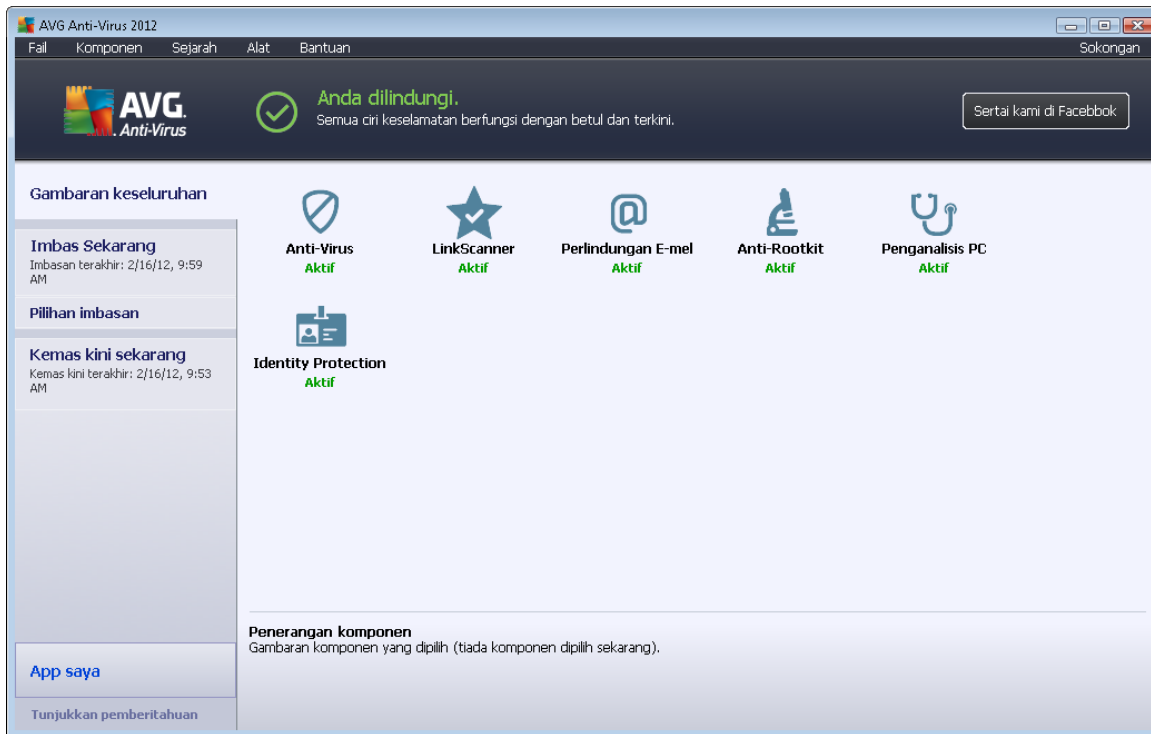 AVG Anti-Virus 2012
Fail Komponen Sejarah Alat Bantuan Sokongan
AVG.
Anti-Virus
Anda dilindungi.
Semua ciri keselamatan berfungsi dengan betul dan terkini.
Sertai kami di Facebbok
Gambaran keseluruhan
Imbas Sekarang
Imbasan terakhir: 2/16/12, 9:59
AM
Pilihan imbasan
Kemas kini sekarang
Kemas kini terakhir: 2/16/12, 9:53
AM
Anti-Virus
Aktif
LinkScanner
Aktif
Perlindungan E-mel
Aktif
Anti-Rootkit
Aktif
Penganalisis PC
Aktif
Identity Protection
Aktif
Penerangan komponen
Gambaran komponen yang dipilih (tiada komponen dipilih sekarang).
App saya
Tunjukkan pemberitahuan